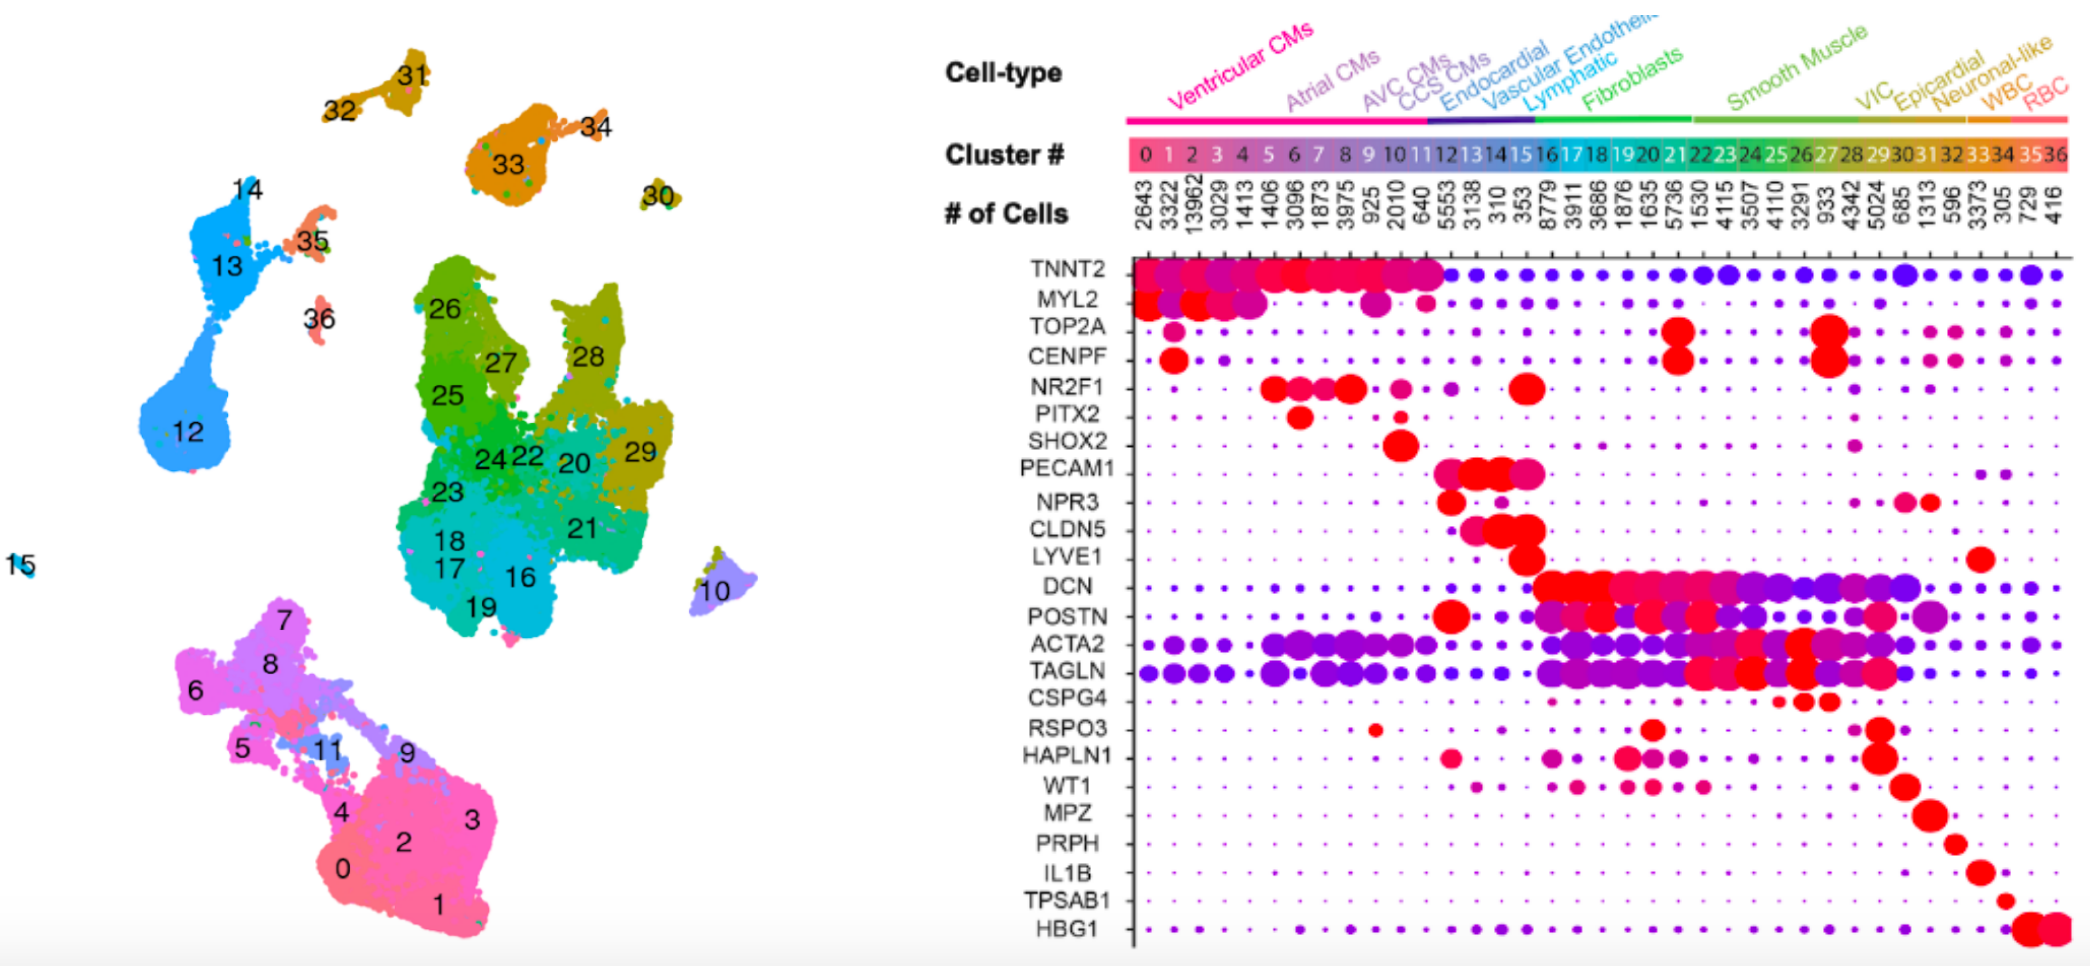 31
32
34
33
14
30
35
13
36
26
28
27
25
12
24 22 20 29
23
21
18
17
16
15
10
19
7
8
6
5 11 9
4
3
2
0
1
Cell-type
Ventricular CMs
Atrial CMs
AVC CMs
CCS CMs
Endocardial
Vascular
Lymphatic
Fibroblasts
Smooth Muscle
VIC
Epicardial
Neuronal-like
WBC
RBC
Cluster # 0 1 2 3 4 5 6 7 8 9 10 11 12 13 14 15 16 17 18 19 20 21 22 23 24 25 26 27 28 29 30 31 32 33 34 35 36
# of Cells 2643 3322 13962 3029 1413 1406 3096 1873 3975 925 2010 640 5553 3138 310 353 8779 3911 3686 1876 1635 5736 1530 4115 3507 4110 3291 933 4342 5024 685 1313 596 3373 305 729 416
TNNT2
MYL2
TOP2A
CENPF
NR2F1
PITX2
SHOX2
PECAM1
NPR3
CLDN5
LYVE1
DCN
POSTN
ACTA2
TAGLN
CSPG4
RSPO3
HAPLN1
WT1
MPZ
PRPH
IL1B
TPSAB1
HBG1